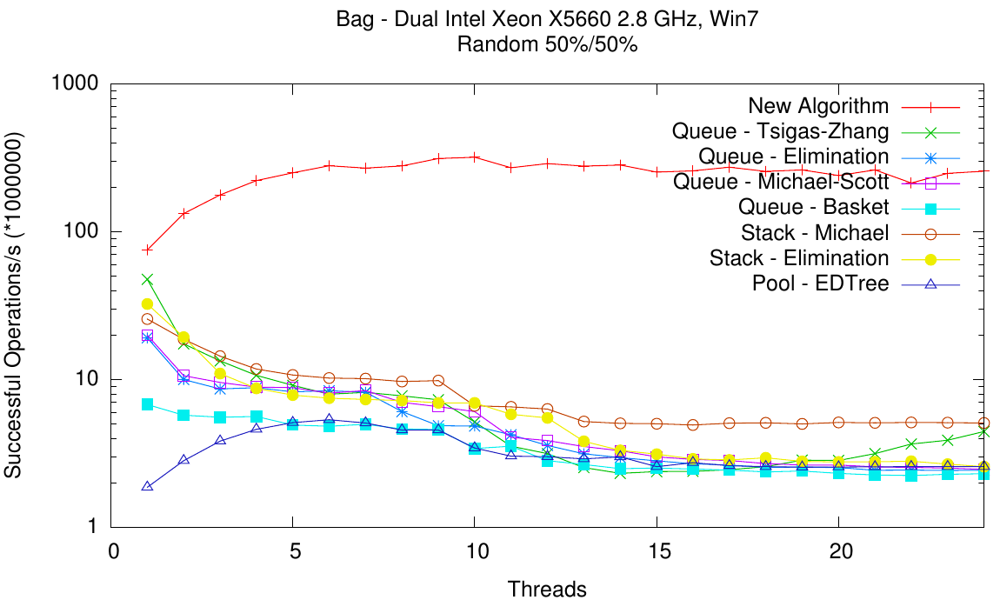 Bag - Dual Intel Xeon X5660 2.8 GHz, Win7
Random 50%/50%
Successful Operations/s (*1000000)
1000
100
10
1
New Algorithm
Queue - Tsigas-Zhang
Queue - Elimination
Queue - Michael-Scott
Queue - Basket
Stack - Michael
Stack - Elimination
Pool - EDTree
0 5 10 15 20
Threads